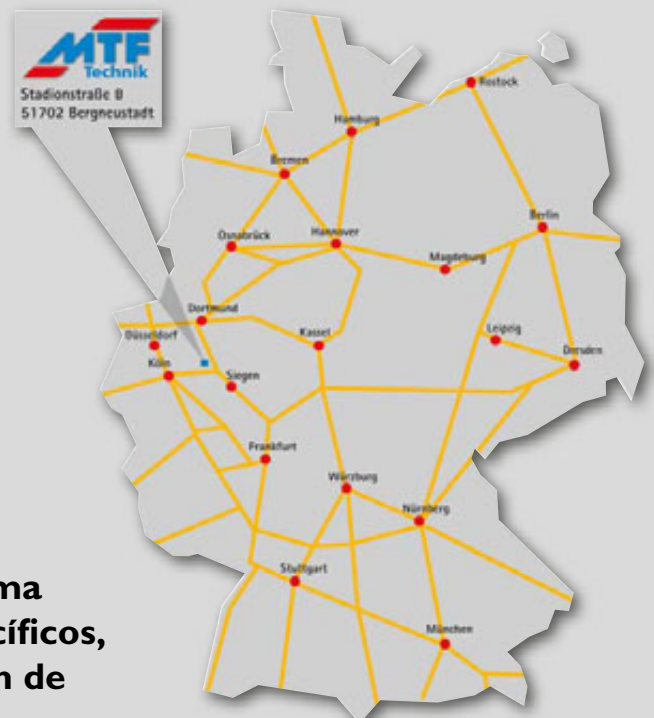 MTF
Technik
Stadionstraße 8
51702 Bergneustadt
Rostock
Hamburg
Bremen
Berlin
Osnabrück
Hannover
Magdeburg
Dortmund
Düsseldorf
Kassel
Leipzig
Köln
Siegen
Dresden
Frankfurt
Würzburg
Nürnberg
Stuttgart
München
ma
cíficos,
n de